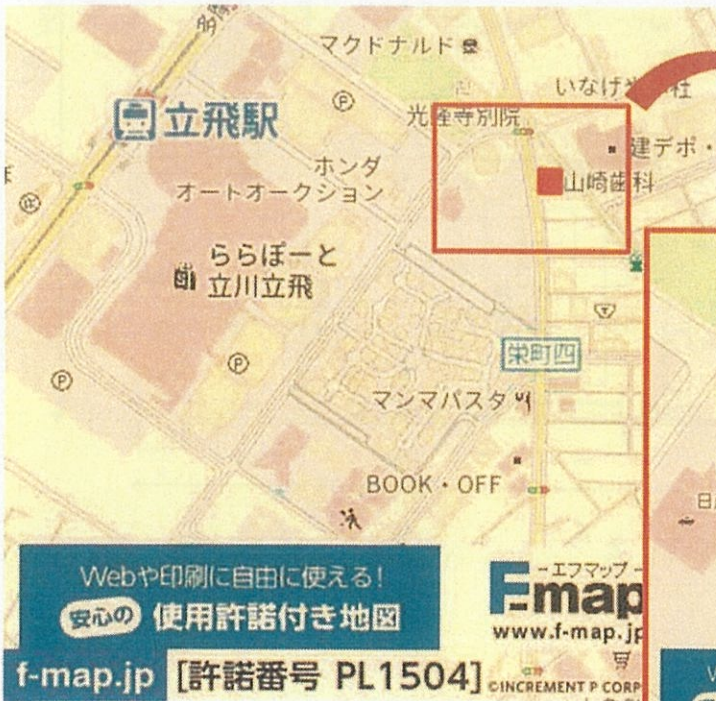 マクドナルド
いなげや
社
立飛駅
光
寺別院
建デポ・
山崎歯科
ホンダ
オートオークション
ららぽーと
立川立飛
栄町四
マンマパスタ
BOOK・OFF
Webや印刷に自由に使える！
安心の 使用許諾付き地図
-エフマップ-
F-map
www.f-map.jp
f-map.jp [許諾番号 PL1504]
©INCREMENT P CORP